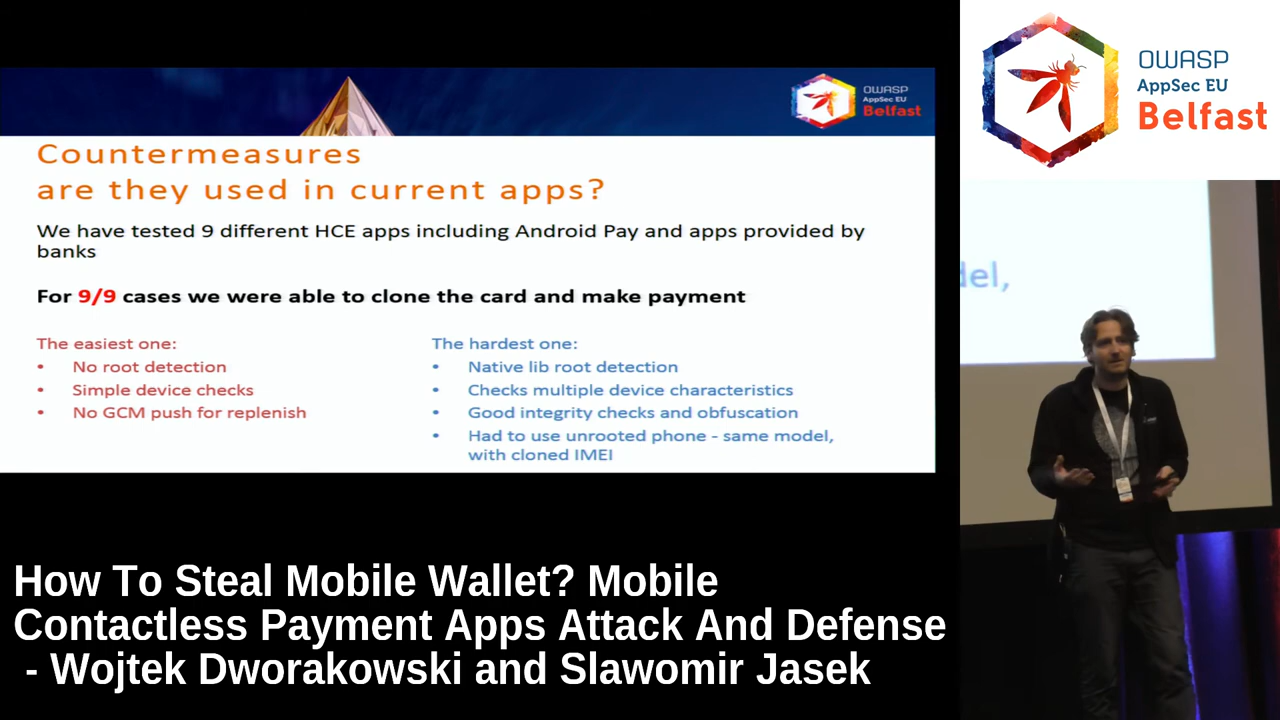 OWASP
AppSec EU
Belfast
Countermeasures
are they used in current apps?
We have tested 9 different HCE apps including Android Pay and apps provided by
banks
For 9/9 cases we were able to clone the card and make payment
The easiest one:
• No root detection
• Simple device checks
• No GCM push for replenish
The hardest one:
• Native lib root detection
• Checks multiple device characteristics
• Good integrity checks and obfuscation
• Had to use unrooted phone - same model,
with cloned IMEI
OWASP
AppSec EU
Belfast
del,
How To Steal Mobile Wallet? Mobile
Contactless Payment Apps Attack And Defense
- Wojtek Dworakowski and Slawomir Jasek